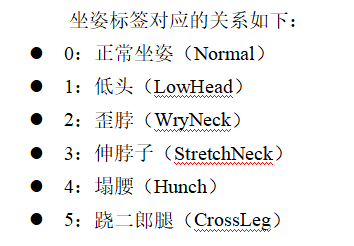 坐姿标签对应的关系如下：
● 0：正常坐姿（Normal）
● 1：低头（LowHead）
● 2：歪脖（WryNeck）
● 3：伸脖子（StretchNeck）
● 4：塌腰（Hunch）
● 5：跷二郎腿（CrossLeg）